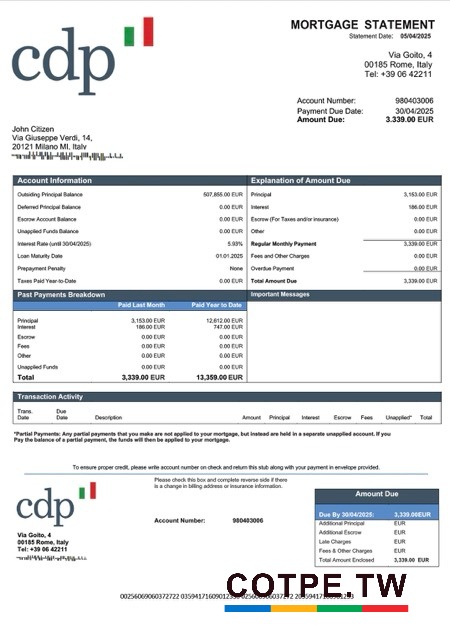 cdp
MORTGAGE STATEMENT
Statement Date: 05/04/2025
Via Goito, 4
00185 Rome, Italy
Tel: +39 06 42211
Account Number: 980403006
Payment Due Date: 30/04/2025
Amount Due: 3.339.00 EUR
John Citizen
Via Giuseppe Verdi, 14,
20121 Milano MI, Italv
Account Information
Outsiding Principal Balance 507,855.00 EUR
Deferred Principal Balance 0.00 EUR
Escrow Account Balance 0.00 EUR
Unapplied Funds Balance 0.00 EUR
Interest Rate (until 30/04/2025) 5.93%
Loan Maturity Date 01.01.2025
Prepayment Penalty None
Taxes Paid Year-to-Date 0.00 EUR
Explanation of Amount Due
Principal 3,153.00 EUR
Interest 186.00 EUR
Escrow (For Taxes and/or insurance) 0.00 EUR
Other 0.00 EUR
Regular Monthly Payment 3,339.00 EUR
Fees and Other Charges 0.00 EUR
Overdue Payment 0.00 EUR
Total Amount Due 3,339.00 EUR
Past Payments Breakdown
Paid Last Month Paid Year to Date
Principal 3,153.00 EUR 12,612.00 EUR
Interest 186.00 EUR 747.00 EUR
Escrow 0.00 EUR 0.00 EUR
Fees 0.00 EUR 0.00 EUR
Other 0.00 EUR 0.00 EUR
Unapplied Funds 0.00 EUR 0.00 EUR
Total 3,339.00 EUR 13,359.00 EUR
Important Messages
Transaction Activity
Trans. Date Due Date Description Amount Principal Interest Escrow Fees Unapplied* Total
*Partial Payments: Any partial payments that you make are not applied to your mortgage, but instead are held in a separate unapplied account. If you
Pay the balance of a partial payment, the funds will then be applied to your mortgage.
To ensure proper credit, please write account number on check and return this stub along with your payment in envelope provided.
cdp
Via Goito, 4
00185 Rome, Italy
Tel: +39 06 42211
Please check this box and complete reverse side if there
is a change in billing address or insurance information.
Account Number: 980403006
Amount Due
Due By 30/04/2025: 3,339.00EUR
Additional Principal EUR
Additional Escrow EUR
Late Charges EUR
Fees & Other Charges EUR
Total Amount Enclosed 3,339.00 EUR
COTPE.TW